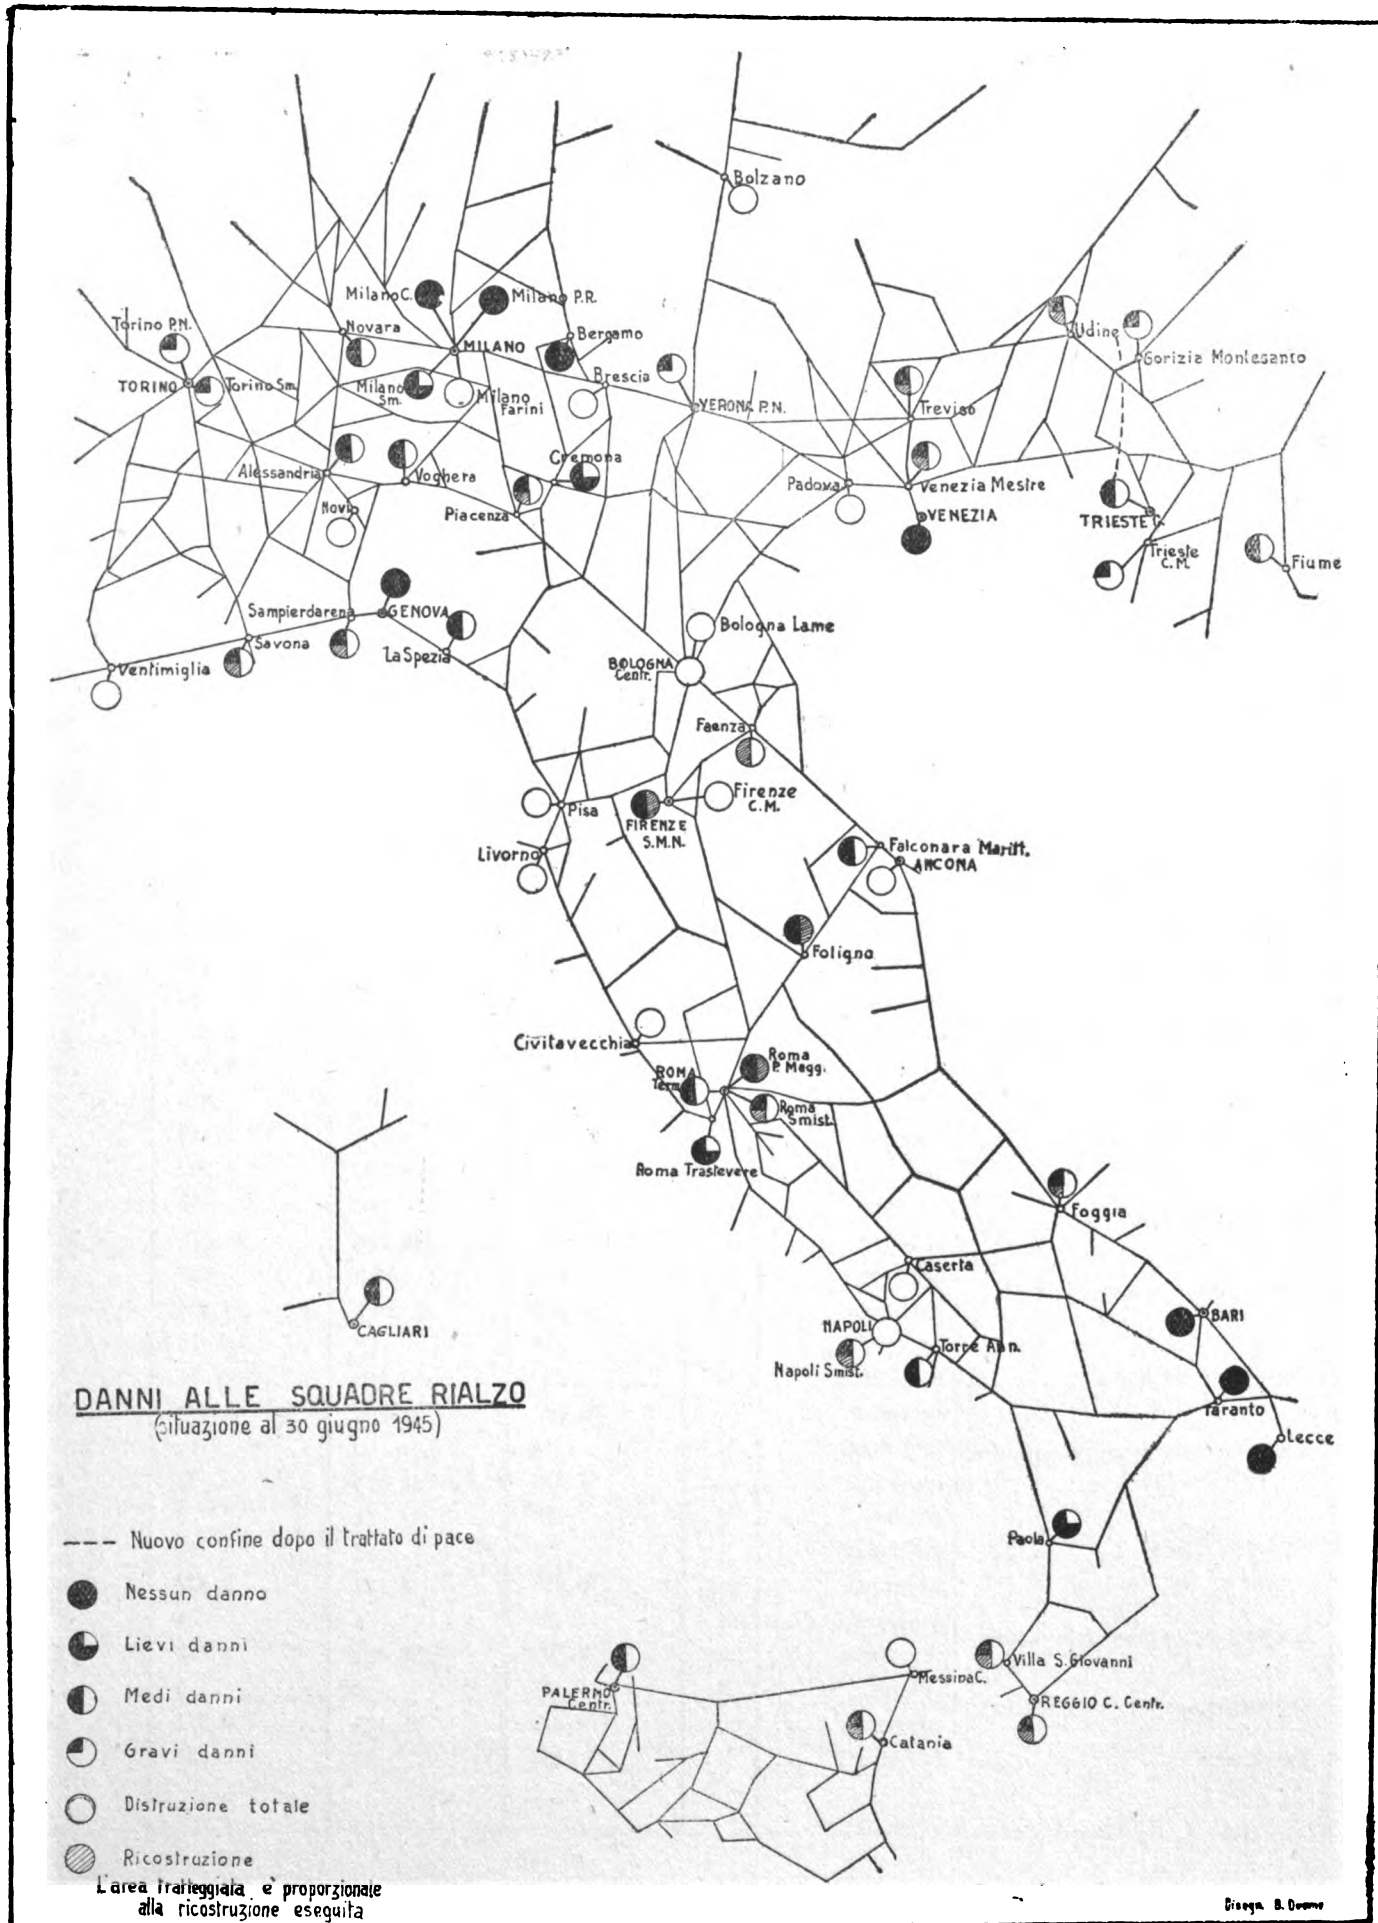 Bolzano
Milano C.
Milano P.R.
Torino P.N.
Novara
MILANO
Bergamo
Udine
Gorizia Montesanto
TORINO
Torino Sm.
Milano
Sm.
Milano
Farini
Brescia
VERONA P.N.
Treviso
Alessandria
Voghera
Cremona
Padova
Venezia Mestre
Novi
Piacenza
VENEZIA
TRIESTE C.
Trieste
C.M.
Fiume
Sampierdarena
GENOVA
Savona
La Spezia
Ventimiglia
Bologna Lame
BOLOGNA
Centr.
Faenza
Pisa
FIRENZE
S.M.N.
Firenze
C.M.
Livorno
Falconara Maritt.
ANCONA
Foligno
Civitavecchia
ROMA
Term.
Roma
P. Magg.
Roma
Smist.
Roma Trastevere
Foggia
Caserta
CAGLIARI
NAPOLI
Napoli Smist.
Torre Ann.
BARI
Taranto
Lecce
DANNI ALLE SQUADRE RIALZO
(situazione al 30 giugno 1945)
Paola
Nuovo confine dopo il trattato di pace
Nessun danno
Lievi danni
Medi danni
Gravi danni
Distruzione totale
Ricostruzione
L'area tratteggiata e' proporzionale
alla ricostruzione eseguita
PALERMO
Centr.
Messina C.
Catania
Villa S. Giovanni
REGGIO C. Centr.
Disegn. B.